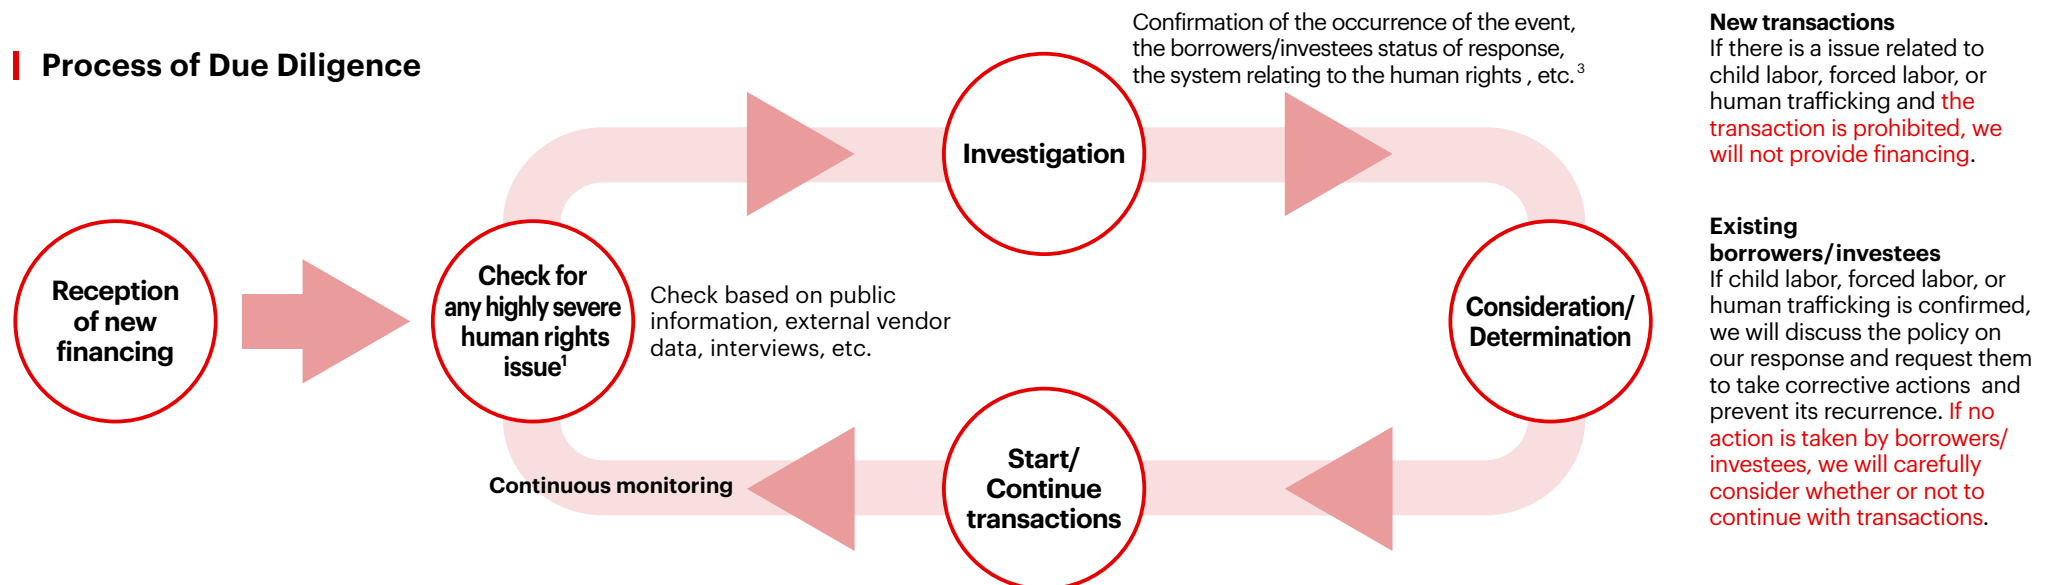 Process of Due Diligence
Reception
of new
financing
Check for
any highly severe
human rights
issue¹
Check based on public
information, external vendor
data, interviews, etc.
Investigation
Confirmation of the occurrence of the event,
the borrowers/investees status of response,
the system relating to the human rights , etc. ³
Consideration/
Determination
Start/
Continue
transactions
Continuous monitoring
New transactions
If there is a issue related to
child labor, forced labor, or
human trafficking and the
transaction is prohibited, we
will not provide financing.
Existing
borrowers/investees
If child labor, forced labor, or
human trafficking is confirmed,
we will discuss the policy on
our response and request them
to take corrective actions  and
prevent its recurrence. If no
action is taken by borrowers/
investees, we will carefully
consider whether or not to
continue with transactions.